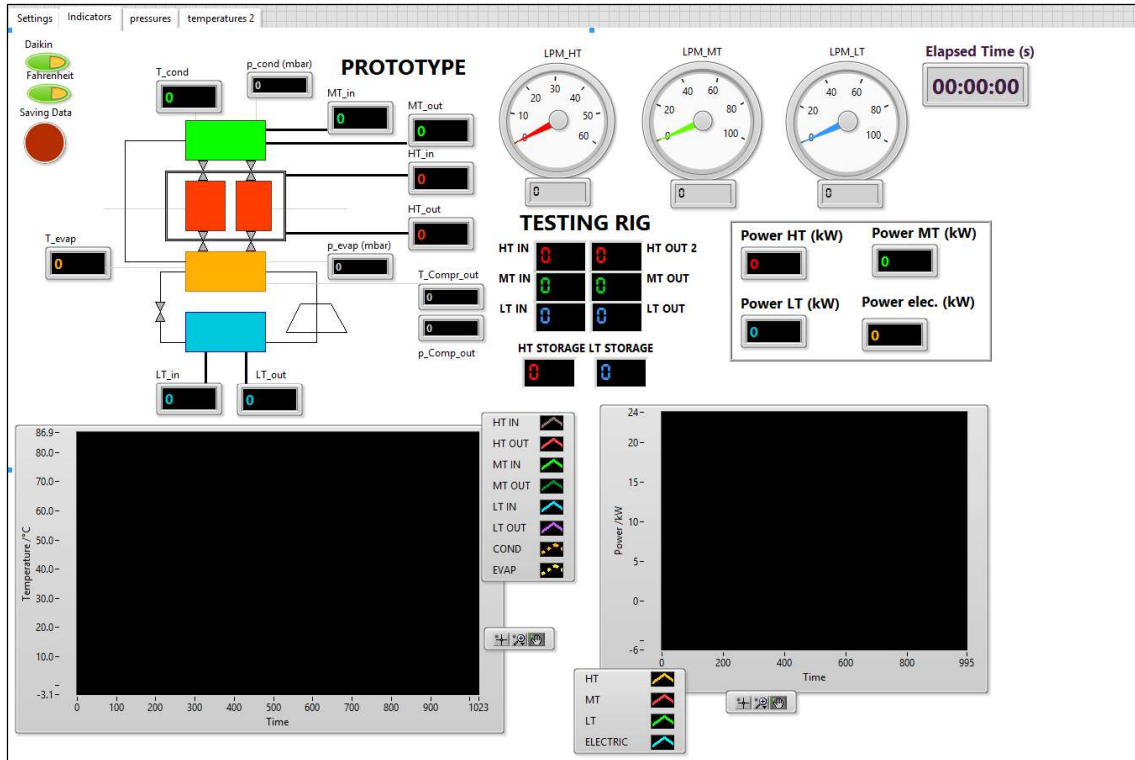 Settings
Indicators
pressures
temperatures 2
Daikin
Fahrenheit
Saving Data
T_cond
0
p_cond (mbar)
0
PROTOTYPE
MT_in
0
MT_out
0
HT_in
0
HT_out
0
T_evap
0
p_evap (mbar)
0
T_Compr_out
0
0
p_Comp_out
LT_in
0
LT_out
0
LPM_HT
0
10
20
30
40
50
60
0
LPM_MT
0
20
40
60
80
100
0
LPM_LT
0
20
40
60
80
100
0
Elapsed Time (s)
00:00:00
TESTING RIG
HT IN 0 0 HT OUT 2
MT IN 0 0 MT OUT
LT IN 0 0 LT OUT
HT STORAGE LT STORAGE
0 0
Power HT (kW)
0
Power MT (kW)
0
Power LT (kW)
0
Power elec. (kW)
0
Temperature /°C
86.9
80.0
70.0
60.0
50.0
40.0
30.0
20.0
10.0
-3.1
0 100 200 300 400 500 600 700 800 900 1023
Time
HT IN
HT OUT
MT IN
MT OUT
LT IN
LT OUT
COND
EVAP
Power /kW
24
20
15
10
5
0
-6
0 200 400 600 800 995
Time
HT
MT
LT
ELECTRIC